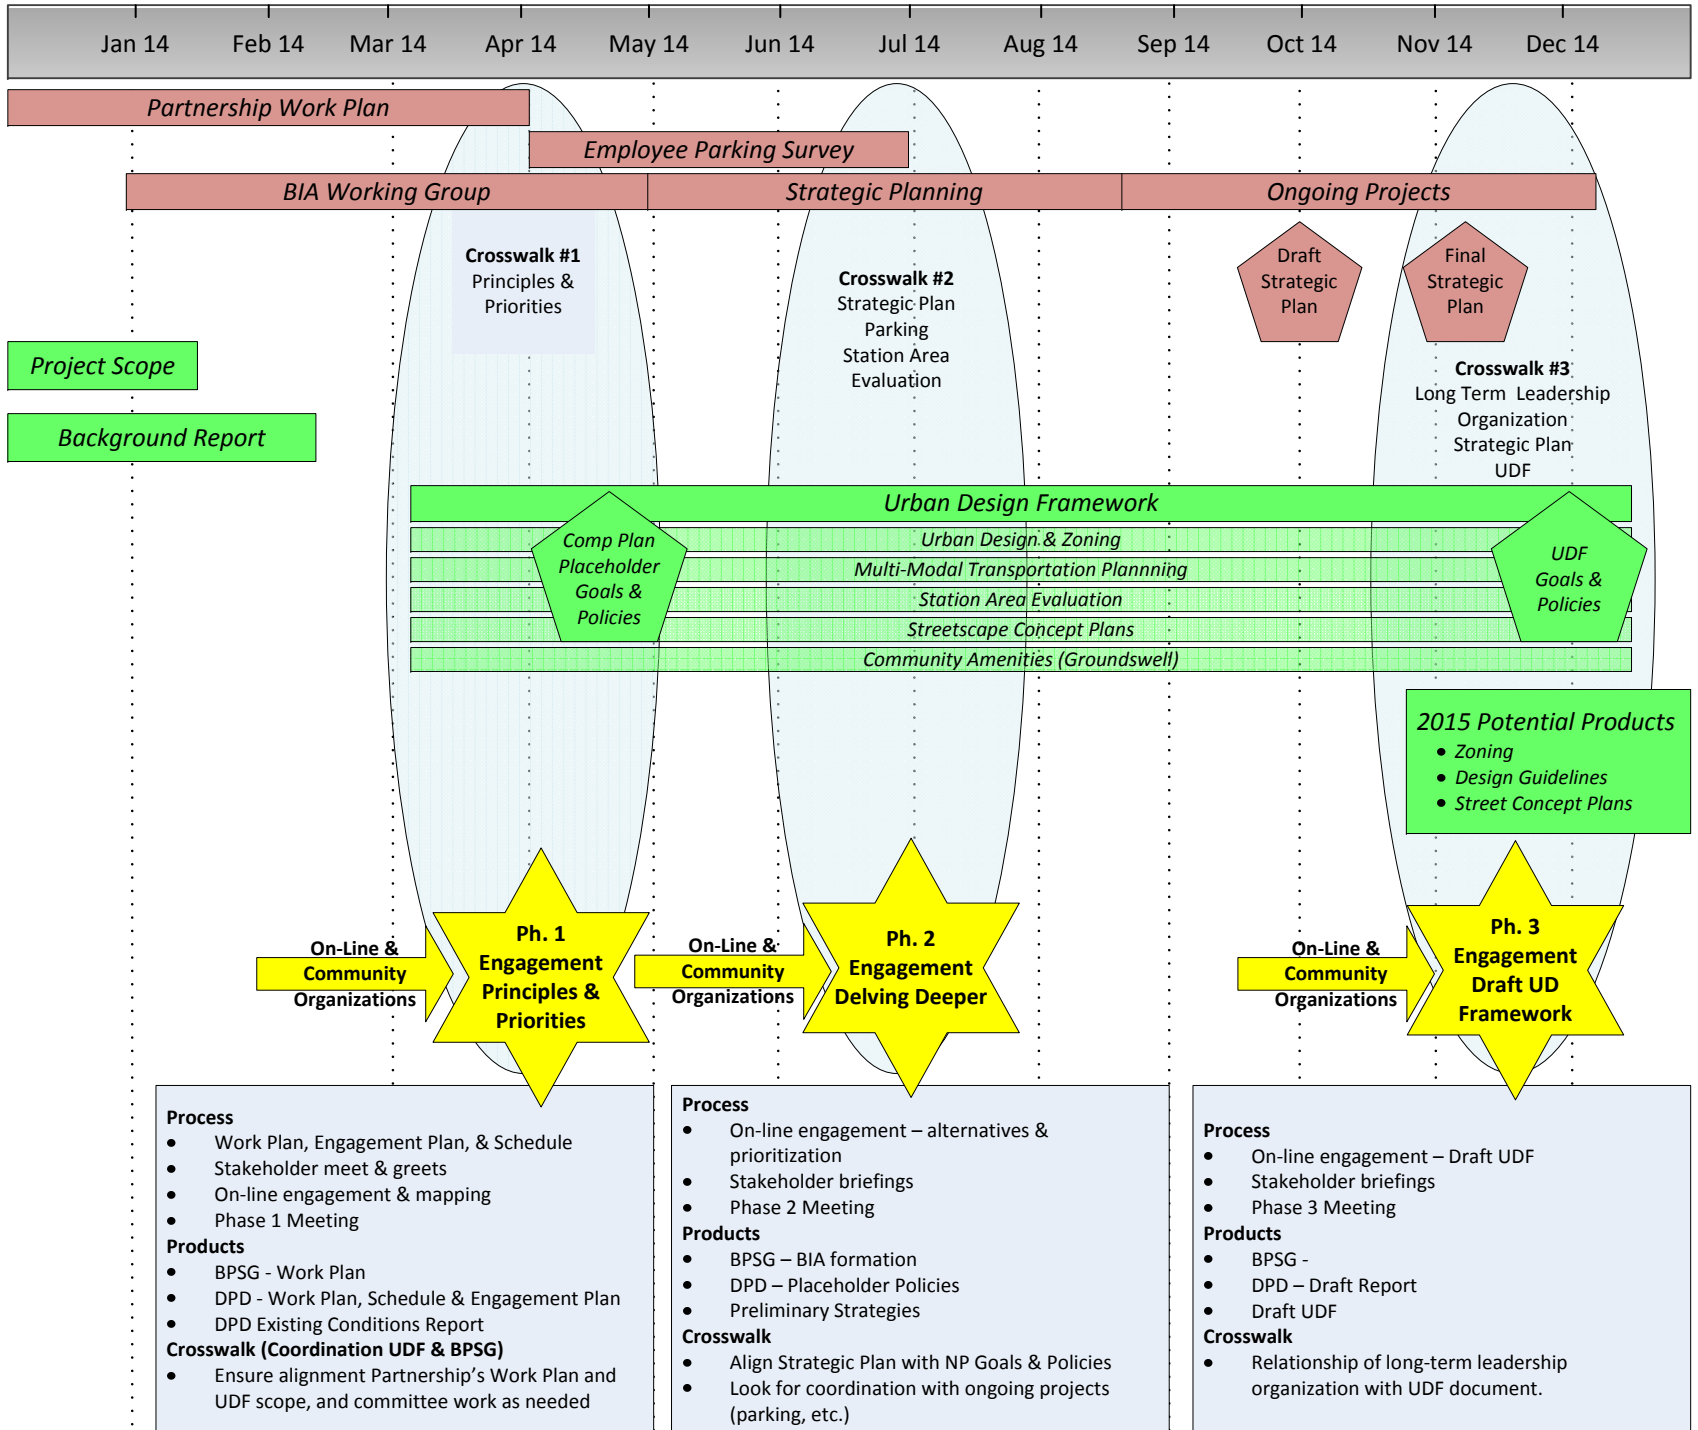 Jan 14 Feb 14 Mar 14 Apr 14 May 14 Jun 14 Jul 14 Aug 14 Sep 14 Oct 14 Nov 14 Dec 14
Partnership Work Plan
Employee Parking Survey
BIA Working Group
Strategic Planning
Ongoing Projects
Crosswalk #1
Principles &
Priorities
Crosswalk #2
Strategic Plan
Parking
Station Area
Evaluation
Draft
Strategic
Plan
Final
Strategic
Plan
Crosswalk #3
Long Term Leadership
Organization
Strategic Plan
UDF
Project Scope
Background Report
Urban Design Framework
Urban Design & Zoning
Multi-Modal Transportation Plannning
Station Area Evaluation
Streetscape Concept Plans
Community Amenities (Groundswell)
Comp Plan
Placeholder
Goals &
Policies
UDF
Goals &
Policies
2015 Potential Products
• Zoning
• Design Guidelines
• Street Concept Plans
On-Line &
Community
Organizations
Ph. 1
Engagement
Principles &
Priorities
On-Line &
Community
Organizations
Ph. 2
Engagement
Delving Deeper
On-Line &
Community
Organizations
Ph. 3
Engagement
Draft UD
Framework
Process
• Work Plan, Engagement Plan, & Schedule
• Stakeholder meet & greets
• On-line engagement & mapping
• Phase 1 Meeting
Products
• BPSG - Work Plan
• DPD - Work Plan, Schedule & Engagement Plan
• DPD Existing Conditions Report
Crosswalk (Coordination UDF & BPSG)
• Ensure alignment Partnership's Work Plan and
UDF scope, and committee work as needed
Process
• On-line engagement – alternatives &
prioritization
• Stakeholder briefings
• Phase 2 Meeting
Products
• BPSG – BIA formation
• DPD – Placeholder Policies
• Preliminary Strategies
Crosswalk
• Align Strategic Plan with NP Goals & Policies
• Look for coordination with ongoing projects
(parking, etc.)
Process
• On-line engagement – Draft UDF
• Stakeholder briefings
• Phase 3 Meeting
Products
• BPSG -
• DPD – Draft Report
• Draft UDF
Crosswalk
• Relationship of long-term leadership
organization with UDF document.